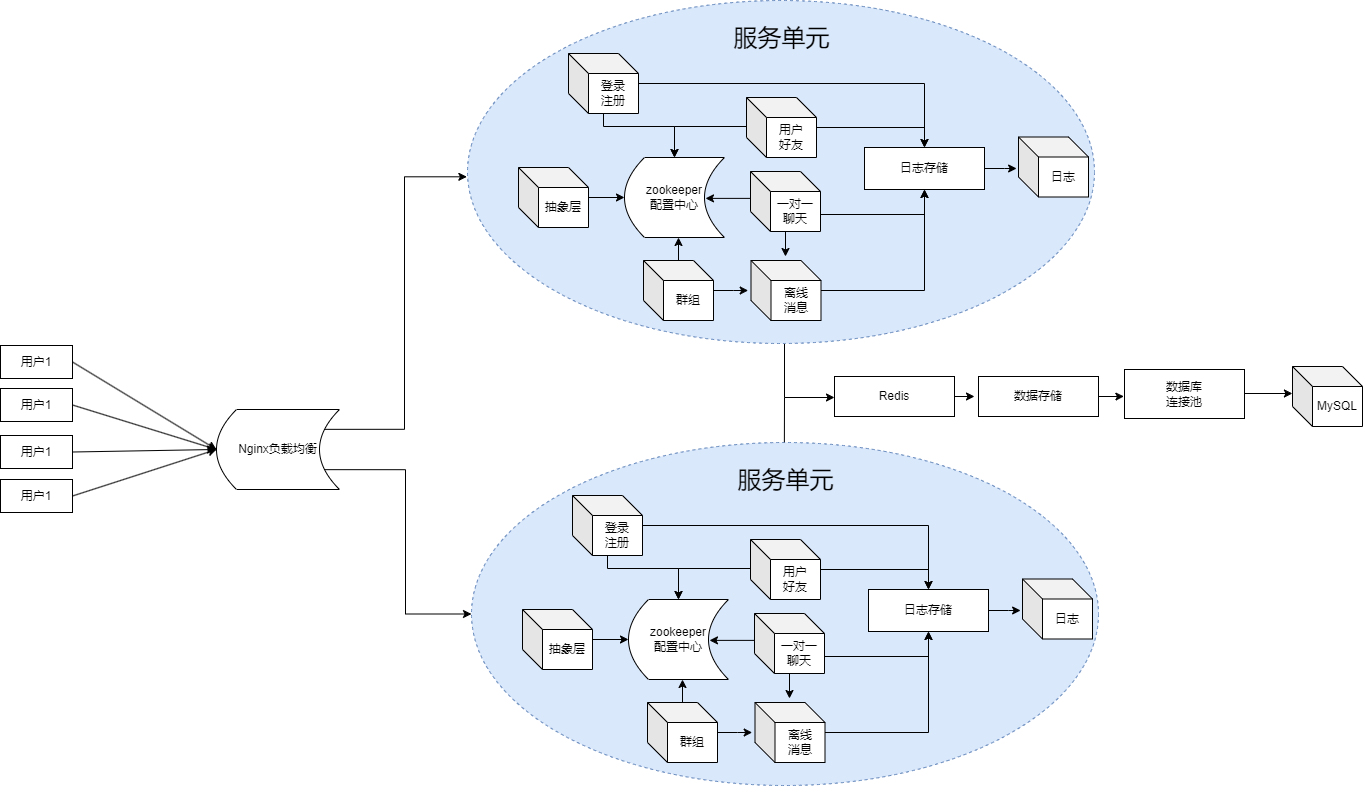 服务单元
登录
注册
用户
好友
日志存储
日志
zookeeper
配置中心
抽象层
一对一
聊天
群组
离线
消息
用户1
用户1
用户1
用户1
Nginx负载均衡
Redis
数据存储
数据库
连接池
MySQL
服务单元
登录
注册
用户
好友
日志存储
日志
zookeeper
配置中心
抽象层
一对一
聊天
群组
离线
消息